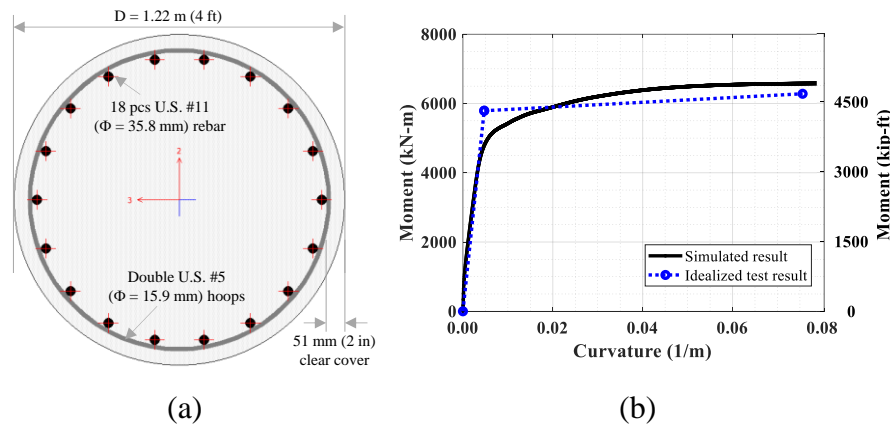 D = 1.22 m (4 ft)
18 pcs U.S. #11
(Φ = 35.8 mm) rebar
2
3
Double U.S. #5
(Φ = 15.9 mm) hoops
51 mm (2 in)
clear cover
(a)
(b)
8000
6000
4000
2000
0
Moment (kN-m)
4500
3000
1500
0
Moment (kip-ft)
Simulated result
Idealized test result
0.00
0.02
0.04
0.06
0.08
Curvature (1/m)